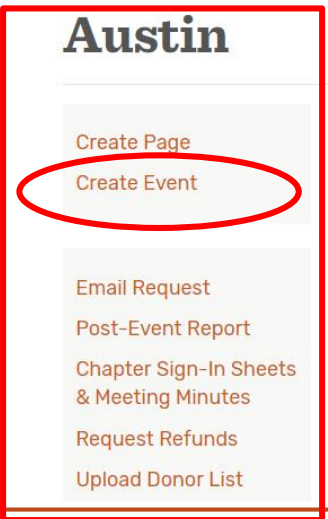 Austin
Create Page
Create Event
Email Request
Post-Event Report
Chapter Sign-In Sheets
& Meeting Minutes
Request Refunds
Upload Donor List